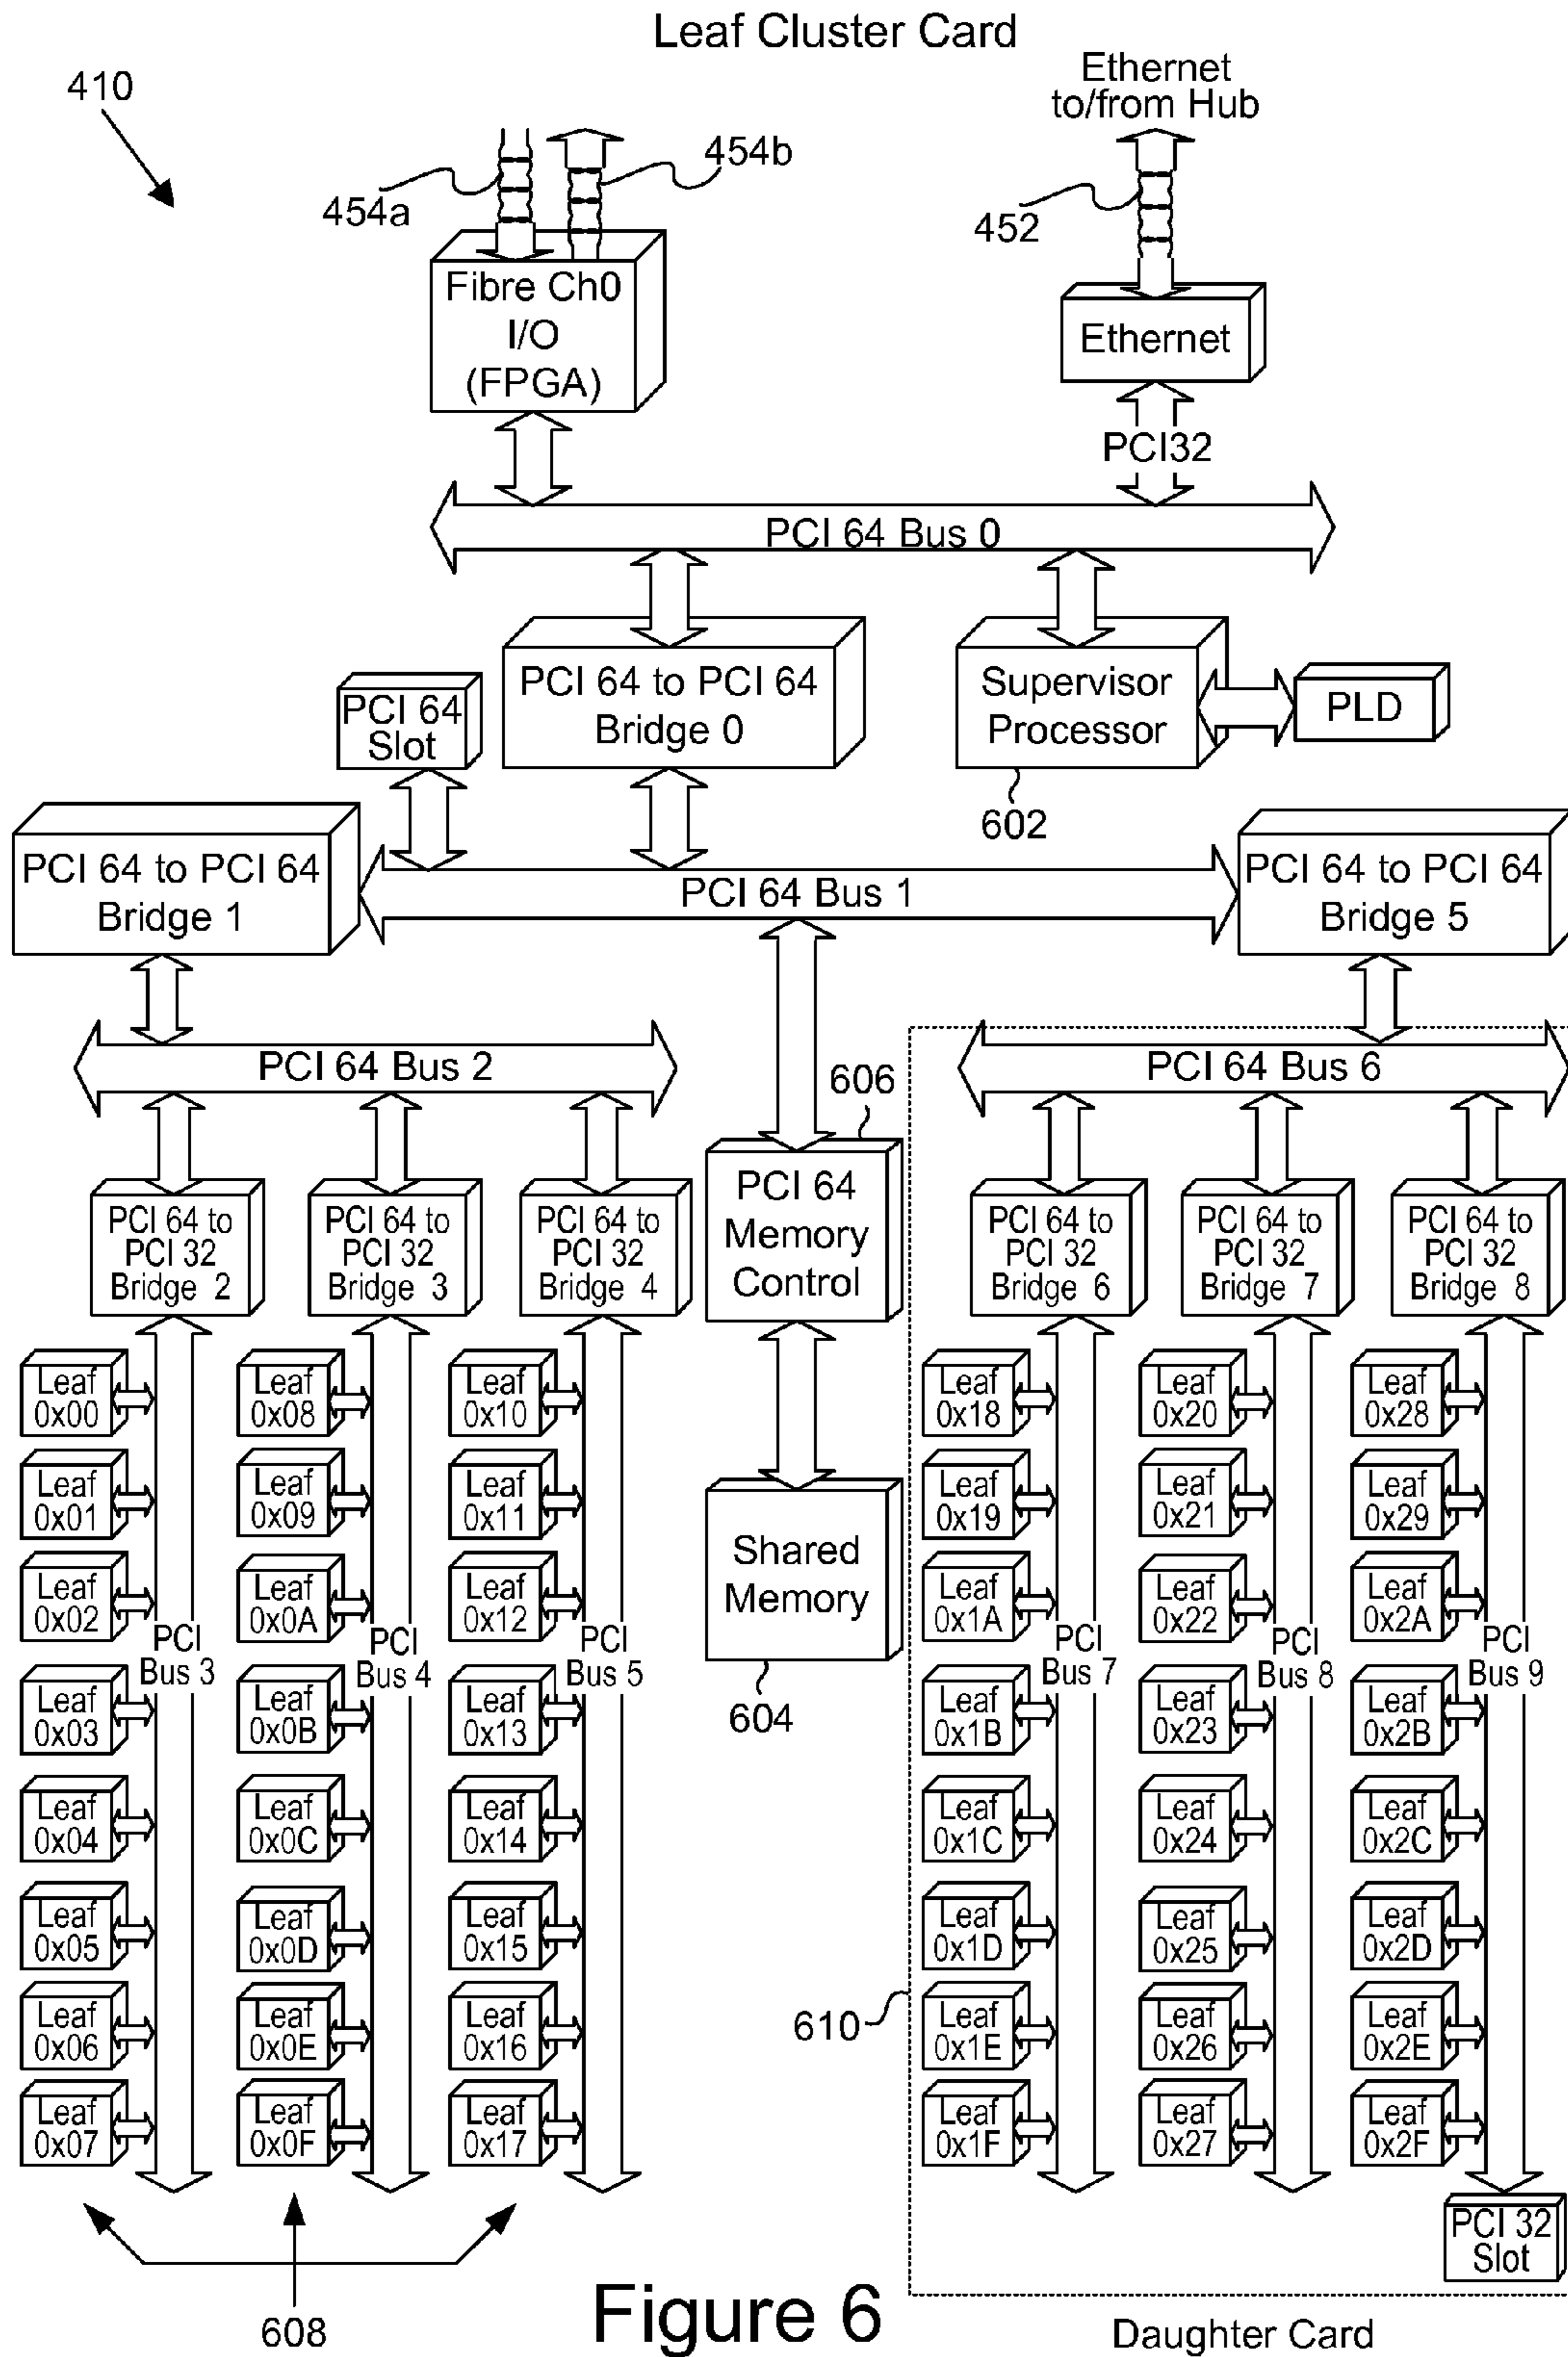 Leaf Cluster Card
410
Ethernet
to/from Hub
454a
454b
452
Fibre Ch0
I/O
(FPGA)
Ethernet
PCI32
PCI 64 Bus 0
PCI 64 to PCI 64
Bridge 0
Supervisor
Processor
PLD
PCI 64
Slot
602
PCI 64 to PCI 64
Bridge 1
PCI 64 Bus 1
PCI 64 to PCI 64
Bridge 5
PCI 64 Bus 2
606
PCI 64 Bus 6
PCI 64 to
PCI 32
Bridge 2
PCI 64 to
PCI 32
Bridge 3
PCI 64 to
PCI 32
Bridge 4
PCI 64
Memory
Control
PCI 64 to
PCI 32
Bridge 6
PCI 64 to
PCI 32
Bridge 7
PCI 64 to
PCI 32
Bridge 8
Leaf
0x00
Leaf
0x01
Leaf
0x02
Leaf
0x03
Leaf
0x04
Leaf
0x05
Leaf
0x06
Leaf
0x07
PCI
Bus 3
Leaf
0x08
Leaf
0x09
Leaf
0x0A
Leaf
0x0B
Leaf
0x0C
Leaf
0x0D
Leaf
0x0E
Leaf
0x0F
PCI
Bus 4
Leaf
0x10
Leaf
0x11
Leaf
0x12
Leaf
0x13
Leaf
0x14
Leaf
0x15
Leaf
0x16
Leaf
0x17
PCI
Bus 5
Shared
Memory
604
Leaf
0x18
Leaf
0x19
Leaf
0x1A
Leaf
0x1B
Leaf
0x1C
Leaf
0x1D
Leaf
0x1E
Leaf
0x1F
PCI
Bus 7
Leaf
0x20
Leaf
0x21
Leaf
0x22
Leaf
0x23
Leaf
0x24
Leaf
0x25
Leaf
0x26
Leaf
0x27
PCI
Bus 8
Leaf
0x28
Leaf
0x29
Leaf
0x2A
Leaf
0x2B
Leaf
0x2C
Leaf
0x2D
Leaf
0x2E
Leaf
0x2F
PCI
Bus 9
610
PCI 32
Slot
608
Figure 6
Daughter Card